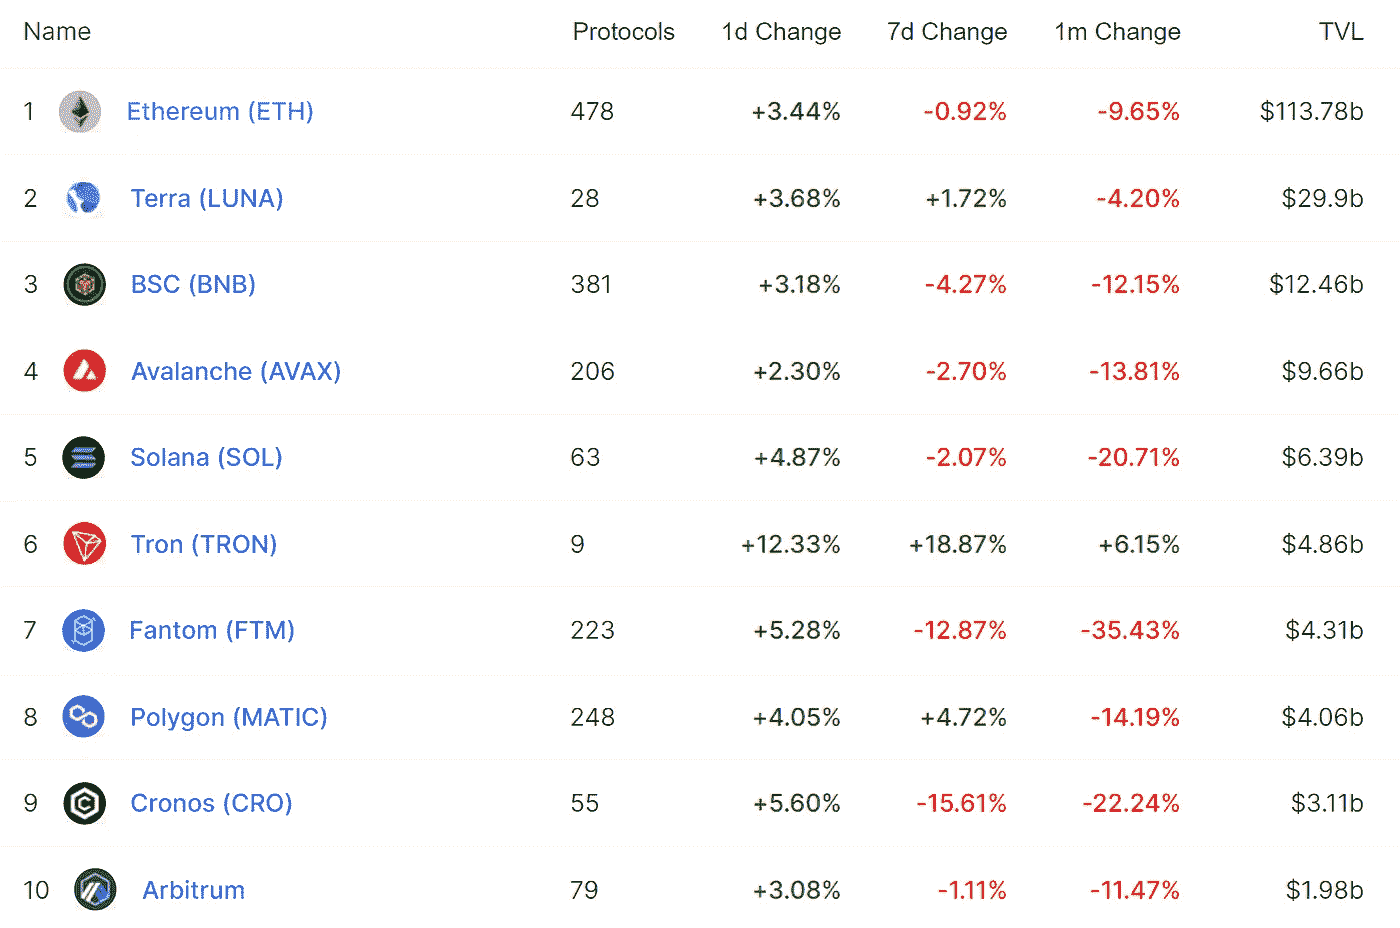 Name Protocols 1d Change 7d Change 1m Change TVL
1 Ethereum (ETH) 478 +3.44% -0.92% -9.65% $113.78b
2 Terra (LUNA) 28 +3.68% +1.72% -4.20% $29.9b
3 BSC (BNB) 381 +3.18% -4.27% -12.15% $12.46b
4 Avalanche (AVAX) 206 +2.30% -2.70% -13.81% $9.66b
5 Solana (SOL) 63 +4.87% -2.07% -20.71% $6.39b
6 Tron (TRON) 9 +12.33% +18.87% +6.15% $4.86b
7 Fantom (FTM) 223 +5.28% -12.87% -35.43% $4.31b
8 Polygon (MATIC) 248 +4.05% +4.72% -14.19% $4.06b
9 Cronos (CRO) 55 +5.60% -15.61% -22.24% $3.11b
10 Arbitrum 79 +3.08% -1.11% -11.47% $1.98b